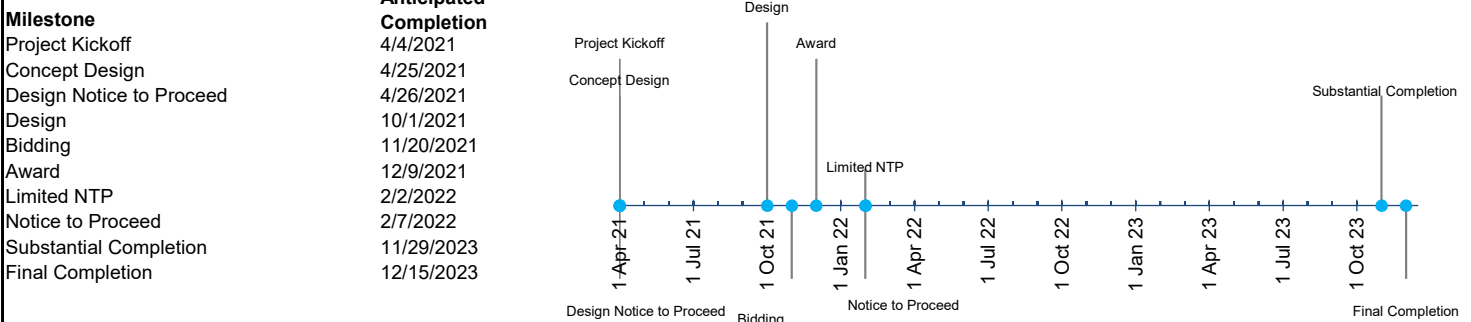 Anticipated
Milestone
Completion
Project Kickoff 4/4/2021
Concept Design 4/25/2021
Design Notice to Proceed 4/26/2021
Design 10/1/2021
Bidding 11/20/2021
Award 12/9/2021
Limited NTP 2/2/2022
Notice to Proceed 2/7/2022
Substantial Completion 11/29/2023
Final Completion 12/15/2023
Design
Project Kickoff
Award
Concept Design
Substantial Completion
Limited NTP
1 Apr 21
1 Jul 21
1 Oct 21
1 Jan 22
1 Apr 22
1 Jul 22
1 Oct 22
1 Jan 23
1 Apr 23
1 Jul 23
1 Oct 23
Design Notice to Proceed
Bidding
Notice to Proceed
Final Completion